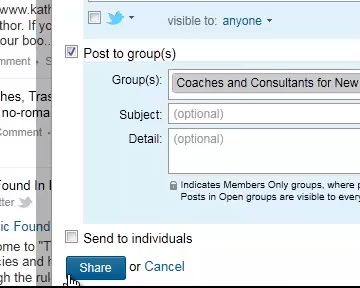 www.kath
thor. If yo
our boo...
visible to: anyone
Comment
Post to group(s)
Group(s): Coaches and Consultants for New
hes, Tras
no-roma
Subject: (optional)
Comment
Detail: (optional)
Found In
Indicates Members Only groups, where p
Posts in Open groups are visible to every
tter
ic Found
Send to individuals
ome to "T
cies and h
gh the rule
Share or Cancel